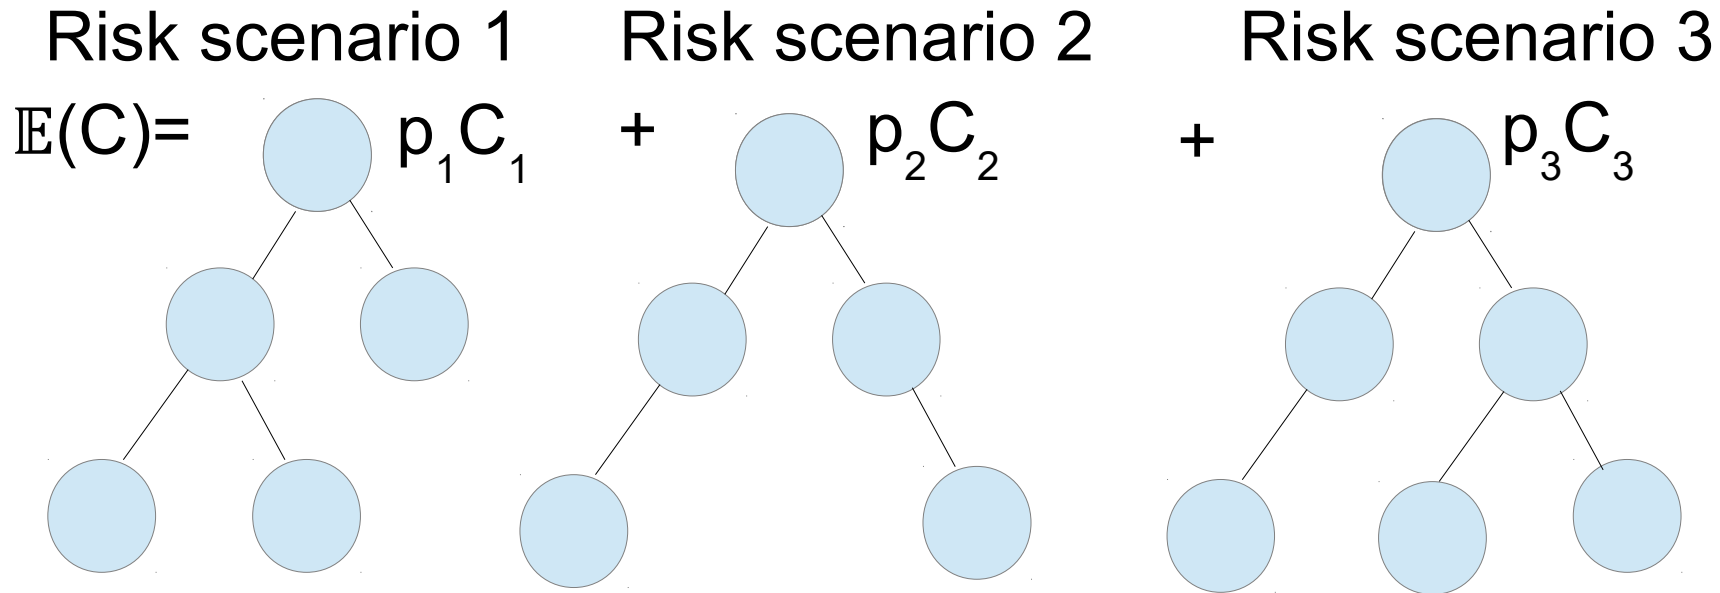 Risk scenario 1 Risk scenario 2 Risk scenario 3
𝔼(C)= p₁C₁ + p₂C₂ + p₃C₃